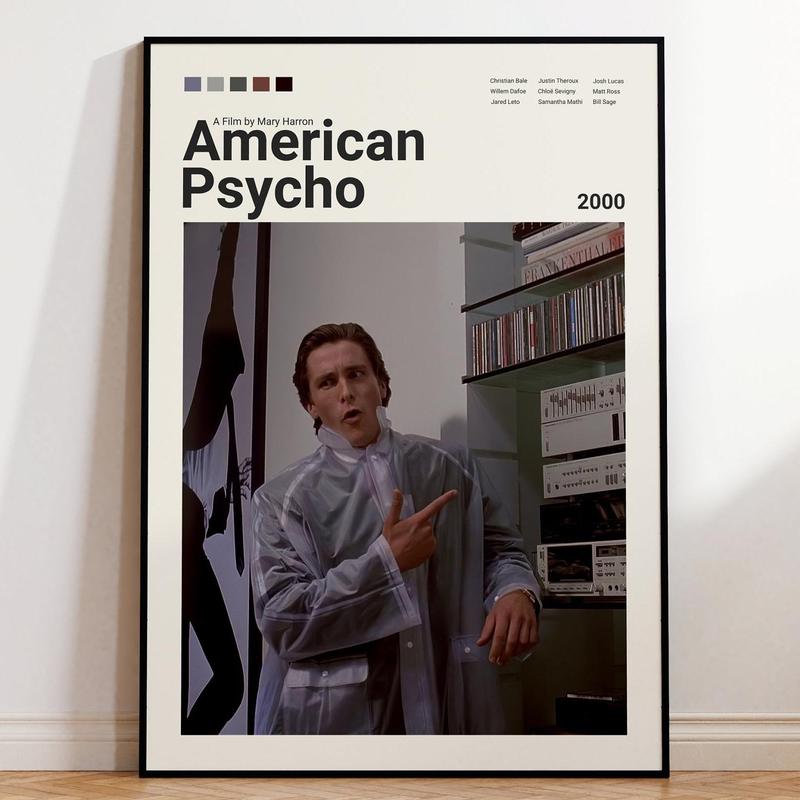 Christian Bale Justin Theroux Josh Lucas
Willem Dafoe Chloë Sevigny Matt Ross
Jared Leto Samantha Mathi Bill Sage
A Film by Mary Harron
American
Psycho
2000
FRANKENTHALER